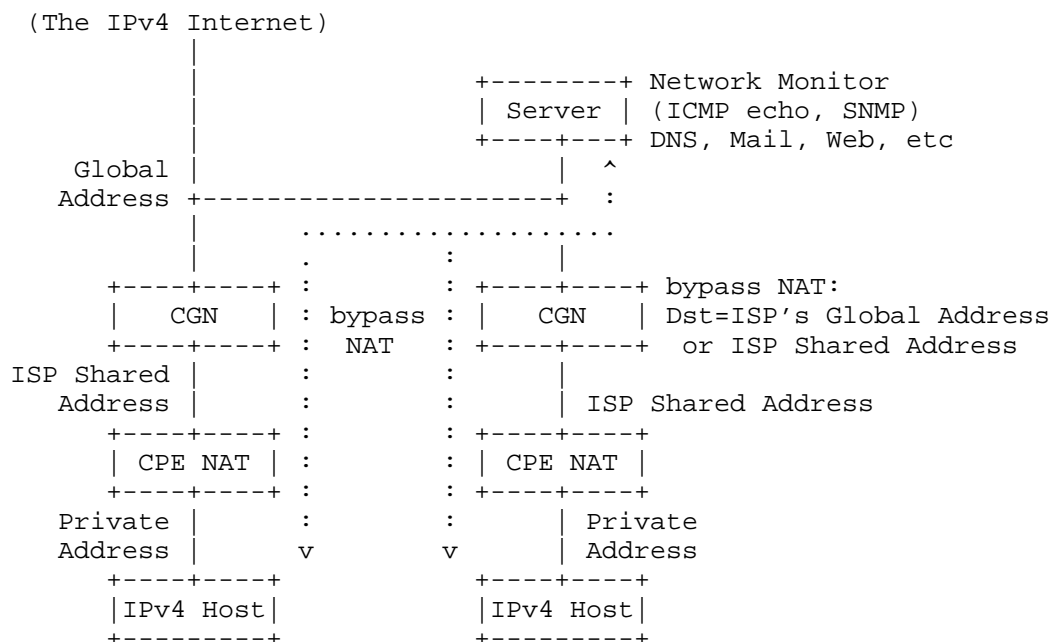 (The IPv4 Internet)
Network Monitor
Server (ICMP echo, SNMP)
DNS, Mail, Web, etc
Global
Address
bypass NAT:
CGN bypass CGN Dst=ISP's Global Address
NAT or ISP Shared Address
ISP Shared
Address ISP Shared Address
CPE NAT CPE NAT
Private Private
Address Address
IPv4 Host IPv4 Host